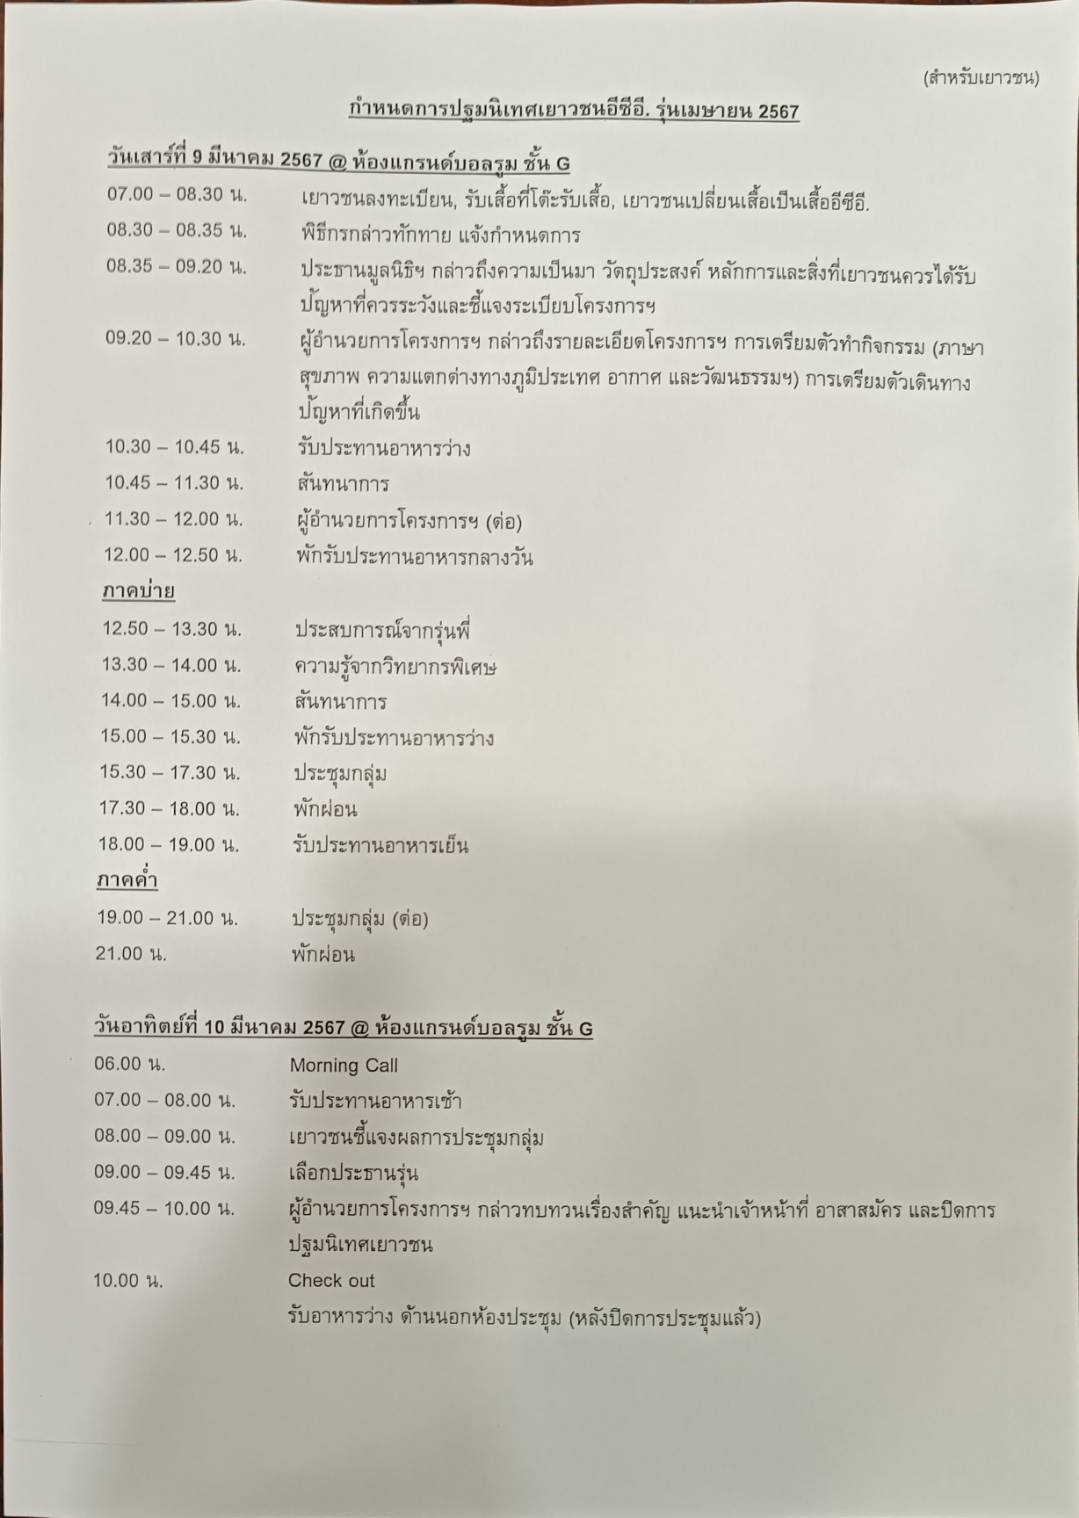 (สำหรับเยาวชน)
กำหนดการปฐมนิเทศเยาวชนอีซีอี. รุ่นเมษายน 2567
วันเสาร์ที่ 9 มีนาคม 2567 @ ห้องแกรนด์บอลรูม ชั้น G
07.00 – 08.30 น. เยาวชนลงทะเบียน, รับเสื้อที่โต๊ะรับเสื้อ, เยาวชนเปลี่ยนเสื้อเป็นเสื้ออีซีอี.
08.30 – 08.35 น. พิธีกรกล่าวทักทาย แจ้งกำหนดการ
08.35 – 09.20 น. ประธานมูลนิธิฯ กล่าวถึงความเป็นมา วัตถุประสงค์ หลักการและสิ่งที่เยาวชนควรได้รับ
ปัญหาที่ควรระวังและชี้แจงระเบียบโครงการฯ
09.20 – 10.30 น. ผู้อำนวยการโครงการฯ กล่าวถึงรายละเอียดโครงการฯ การเตรียมตัวทำกิจกรรม (ภาษา
สุขภาพ ความแตกต่างทางภูมิประเทศ อากาศ และวัฒนธรรมฯ) การเตรียมตัวเดินทาง
ปัญหาที่เกิดขึ้น
10.30 – 10.45 น. รับประทานอาหารว่าง
10.45 – 11.30 น. สันทนาการ
11.30 – 12.00 น. ผู้อำนวยการโครงการฯ (ต่อ)
12.00 – 12.50 น. พักรับประทานอาหารกลางวัน
ภาคบ่าย
12.50 – 13.30 น. ประสบการณ์จากรุ่นพี่
13.30 – 14.00 น. ความรู้จากวิทยากรพิเศษ
14.00 – 15.00 น. สันทนาการ
15.00 – 15.30 น. พักรับประทานอาหารว่าง
15.30 – 17.30 น. ประชุมกลุ่ม
17.30 – 18.00 น. พักผ่อน
18.00 – 19.00 น. รับประทานอาหารเย็น
ภาคค่ำ
19.00 – 21.00 น. ประชุมกลุ่ม (ต่อ)
21.00 น. พักผ่อน
วันอาทิตย์ที่ 10 มีนาคม 2567 @ ห้องแกรนด์บอลรูม ชั้น G
06.00 น. Morning Call
07.00 – 08.00 น. รับประทานอาหารเช้า
08.00 – 09.00 น. เยาวชนชี้แจงผลการประชุมกลุ่ม
09.00 – 09.45 น. เลือกประธานรุ่น
09.45 – 10.00 น. ผู้อำนวยการโครงการฯ กล่าวทบทวนเรื่องสำคัญ แนะนำเจ้าหน้าที่ อาสาสมัคร และปิดการ
ปฐมนิเทศเยาวชน
10.00 น. Check out
รับอาหารว่าง ด้านนอกห้องประชุม (หลังปิดการประชุมแล้ว)